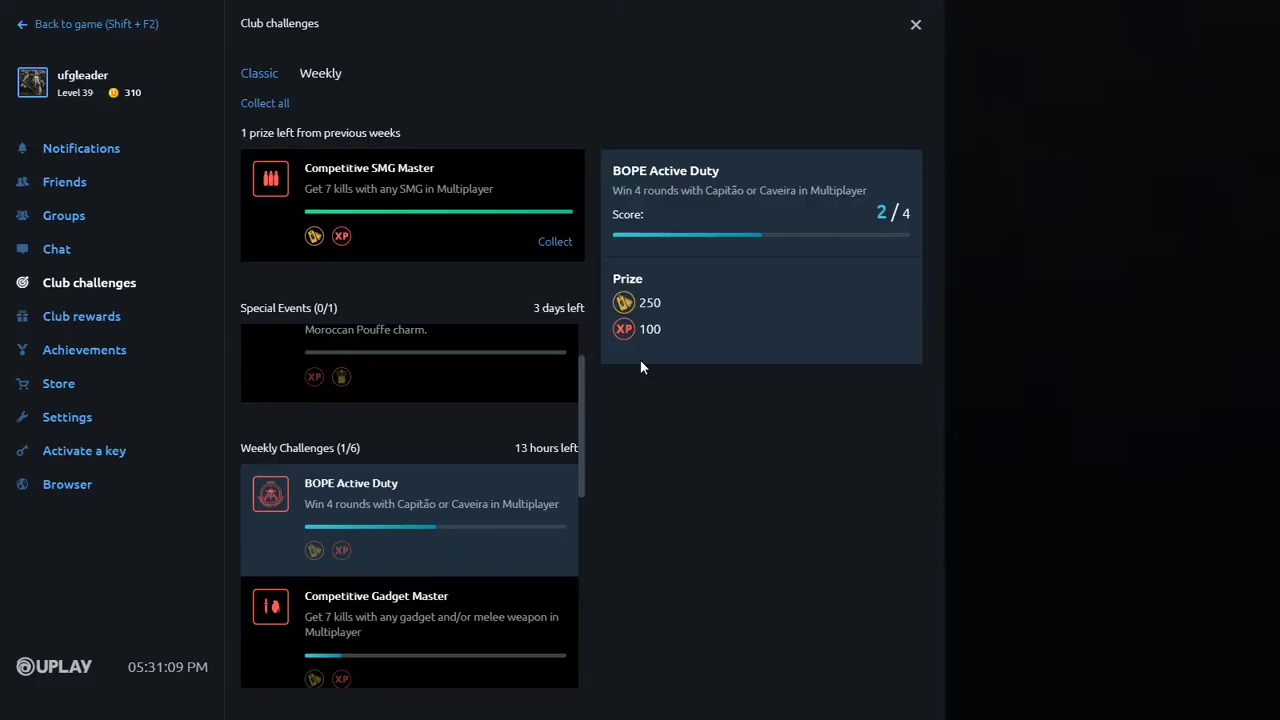 Back to game (Shift + F2)
ufgleader
Level 39 310
Notifications
Friends
Groups
Chat
Club challenges
Club rewards
Achievements
Store
Settings
Activate a key
Browser
UPLAY 05:31:09 PM
Club challenges
Classic Weekly
Collect all
1 prize left from previous weeks
Competitive SMG Master
Get 7 kills with any SMG in Multiplayer
XP
Collect
Special Events (0/1) 3 days left
Moroccan Pouffe charm.
XP
Weekly Challenges (1/6) 13 hours left
BOPE Active Duty
Win 4 rounds with Capitão or Caveira in Multiplayer
XP
Competitive Gadget Master
Get 7 kills with any gadget and/or melee weapon in
Multiplayer
XP
BOPE Active Duty
Win 4 rounds with Capitão or Caveira in Multiplayer
Score: 2 / 4
Prize
250
XP 100